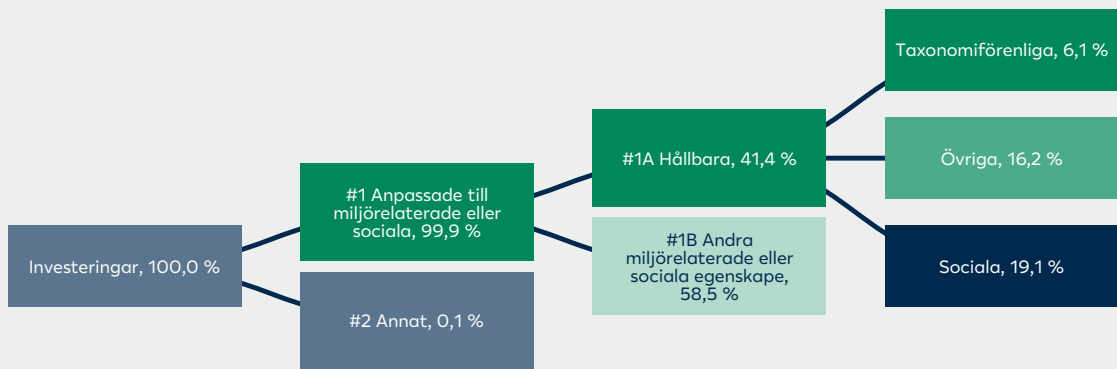 Investeringar, 100,0 %
#1 Anpassade till
miljörelaterade eller
sociala, 99,9 %
#2 Annat, 0,1 %
#1A Hållbara, 41,4 %
#1B Andra
miljörelaterade eller
sociala egenskape,
58,5 %
Taxonomiförenliga, 6,1 %
Övriga, 16,2 %
Sociala, 19,1 %